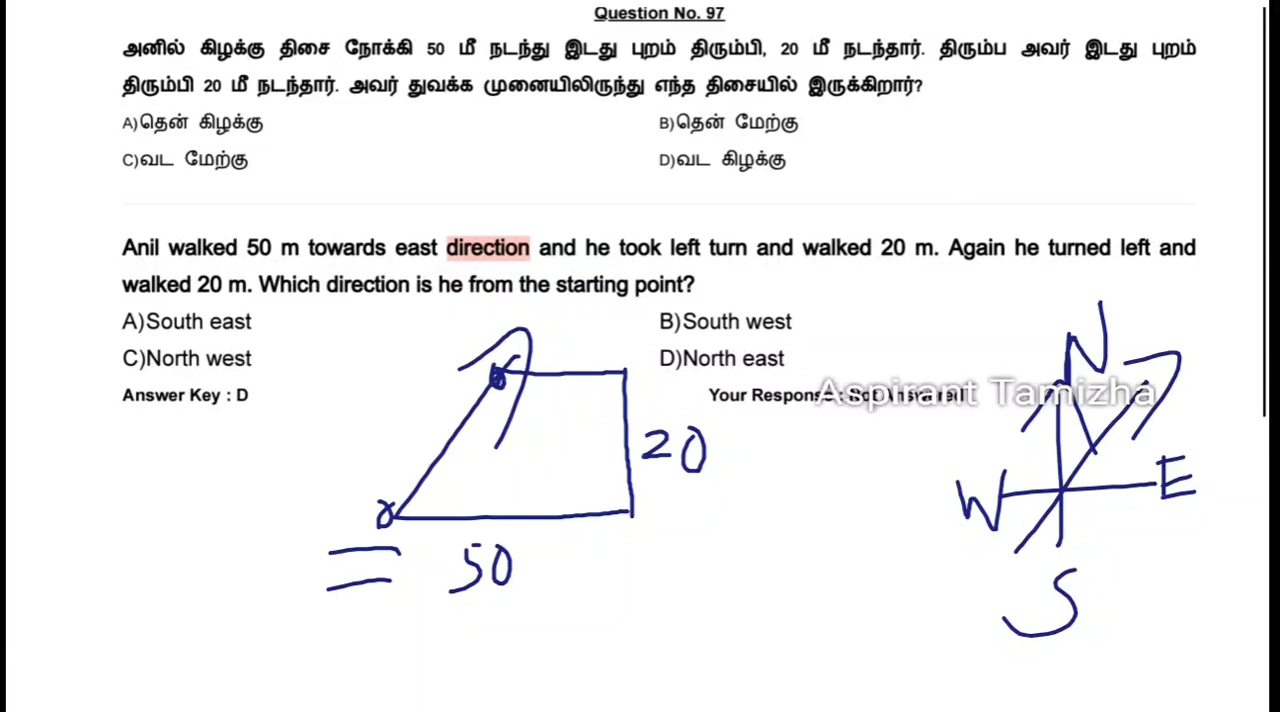 Question No. 97
அனில் கிழக்கு திசை நோக்கி 50 மீ நடந்து இடது புறம் திரும்பி, 20 மீ நடந்தார். திரும்ப அவர் இடது புறம்
திரும்பி 20 மீ நடந்தார். அவர் துவக்க முனையிலிருந்து எந்த திசையில் இருக்கிறார்?
A)தென் கிழக்கு B)தென் மேற்கு
C)வட மேற்கு D)வட கிழக்கு
Anil walked 50 m towards east direction and he took left turn and walked 20 m. Again he turned left and
walked 20 m. Which direction is he from the starting point?
A)South east B)South west
C)North west D)North east
Answer Key : D Your Response : Not Answered
Aspirant Tamizha
N
20
W E
50
S